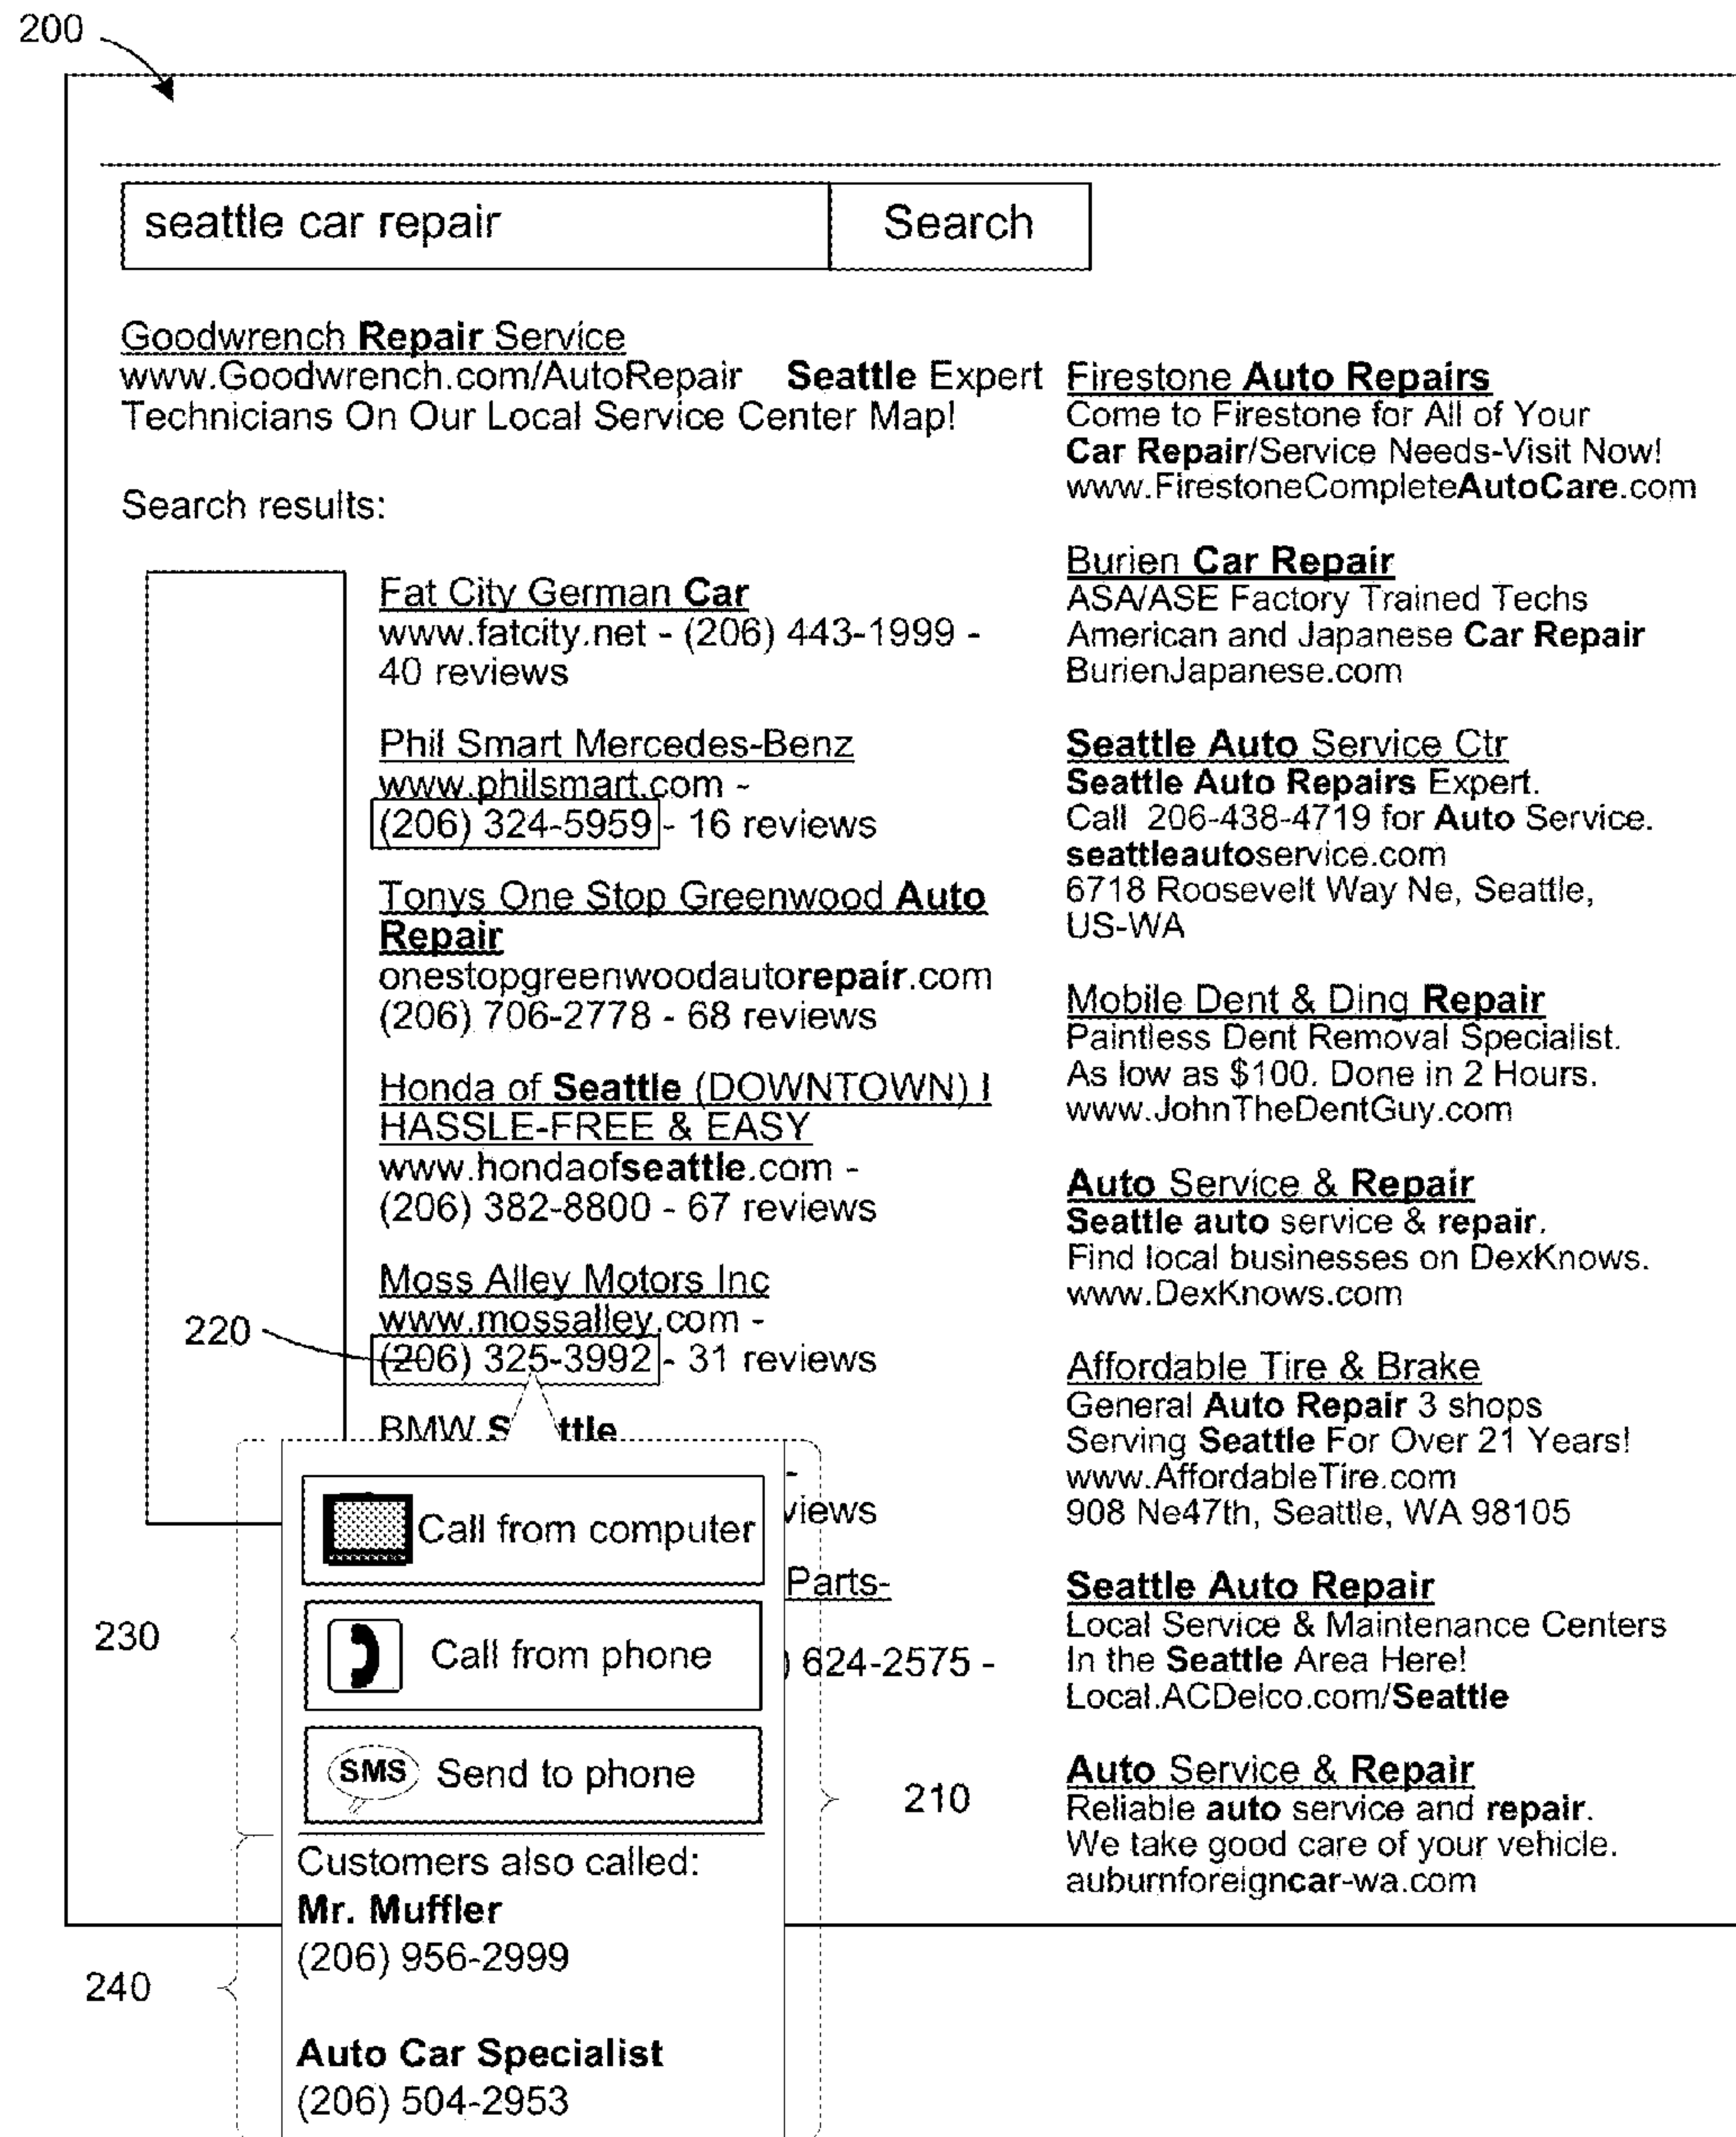 200
seattle car repair
Search
Goodwrench Repair Service
www.Goodwrench.com/AutoRepair Seattle Expert
Technicians On Our Local Service Center Map!
Search results:
Fat City German Car
www.fatcity.net - (206) 443-1999 -
40 reviews
Phil Smart Mercedes-Benz
www.philsmart.com -
(206) 324-5959 - 16 reviews
Tonys One Stop Greenwood Auto
Repair
onestopgreenwoodautorepair.com
(206) 706-2778 - 68 reviews
Honda of Seattle (DOWNTOWN) I
HASSLE-FREE & EASY
www.hondaofseattle.com -
(206) 382-8800 - 67 reviews
Moss Alley Motors Inc
www.mossalley.com -
220
(206) 325-3992 - 31 reviews
BMW S ttle
-
views
Parts-
) 624-2575 -
230
Call from computer
Call from phone
SMS Send to phone
210
240
Customers also called:
Mr. Muffler
(206) 956-2999
Auto Car Specialist
(206) 504-2953
Firestone Auto Repairs
Come to Firestone for All of Your
Car Repair/Service Needs-Visit Now!
www.FirestoneCompleteAutoCare.com
Burien Car Repair
ASA/ASE Factory Trained Techs
American and Japanese Car Repair
BurienJapanese.com
Seattle Auto Service Ctr
Seattle Auto Repairs Expert.
Call 206-438-4719 for Auto Service.
seattleautoservice.com
6718 Roosevelt Way Ne, Seattle,
US-WA
Mobile Dent & Ding Repair
Paintless Dent Removal Specialist.
As low as $100. Done in 2 Hours.
www.JohnTheDentGuy.com
Auto Service & Repair
Seattle auto service & repair.
Find local businesses on DexKnows.
www.DexKnows.com
Affordable Tire & Brake
General Auto Repair 3 shops
Serving Seattle For Over 21 Years!
www.AffordableTire.com
908 Ne47th, Seattle, WA 98105
Seattle Auto Repair
Local Service & Maintenance Centers
In the Seattle Area Here!
Local.ACDelco.com/Seattle
Auto Service & Repair
Reliable auto service and repair.
We take good care of your vehicle.
auburnforeigncar-wa.com